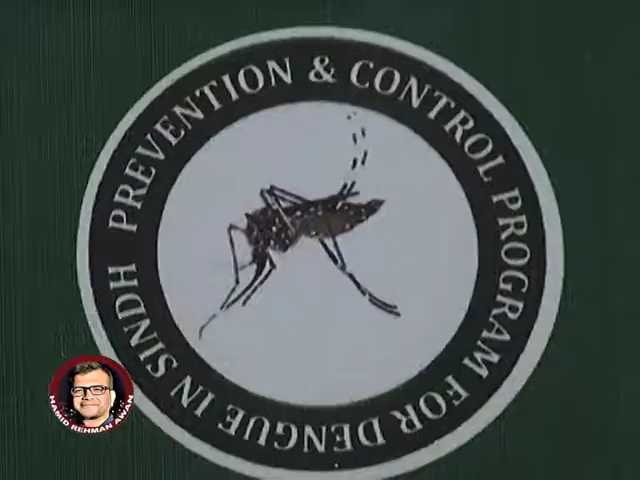 PREVENTION & CONTROL PROGRAM FOR DENGUE IN SINDH
HAMID REHMAN AWAN